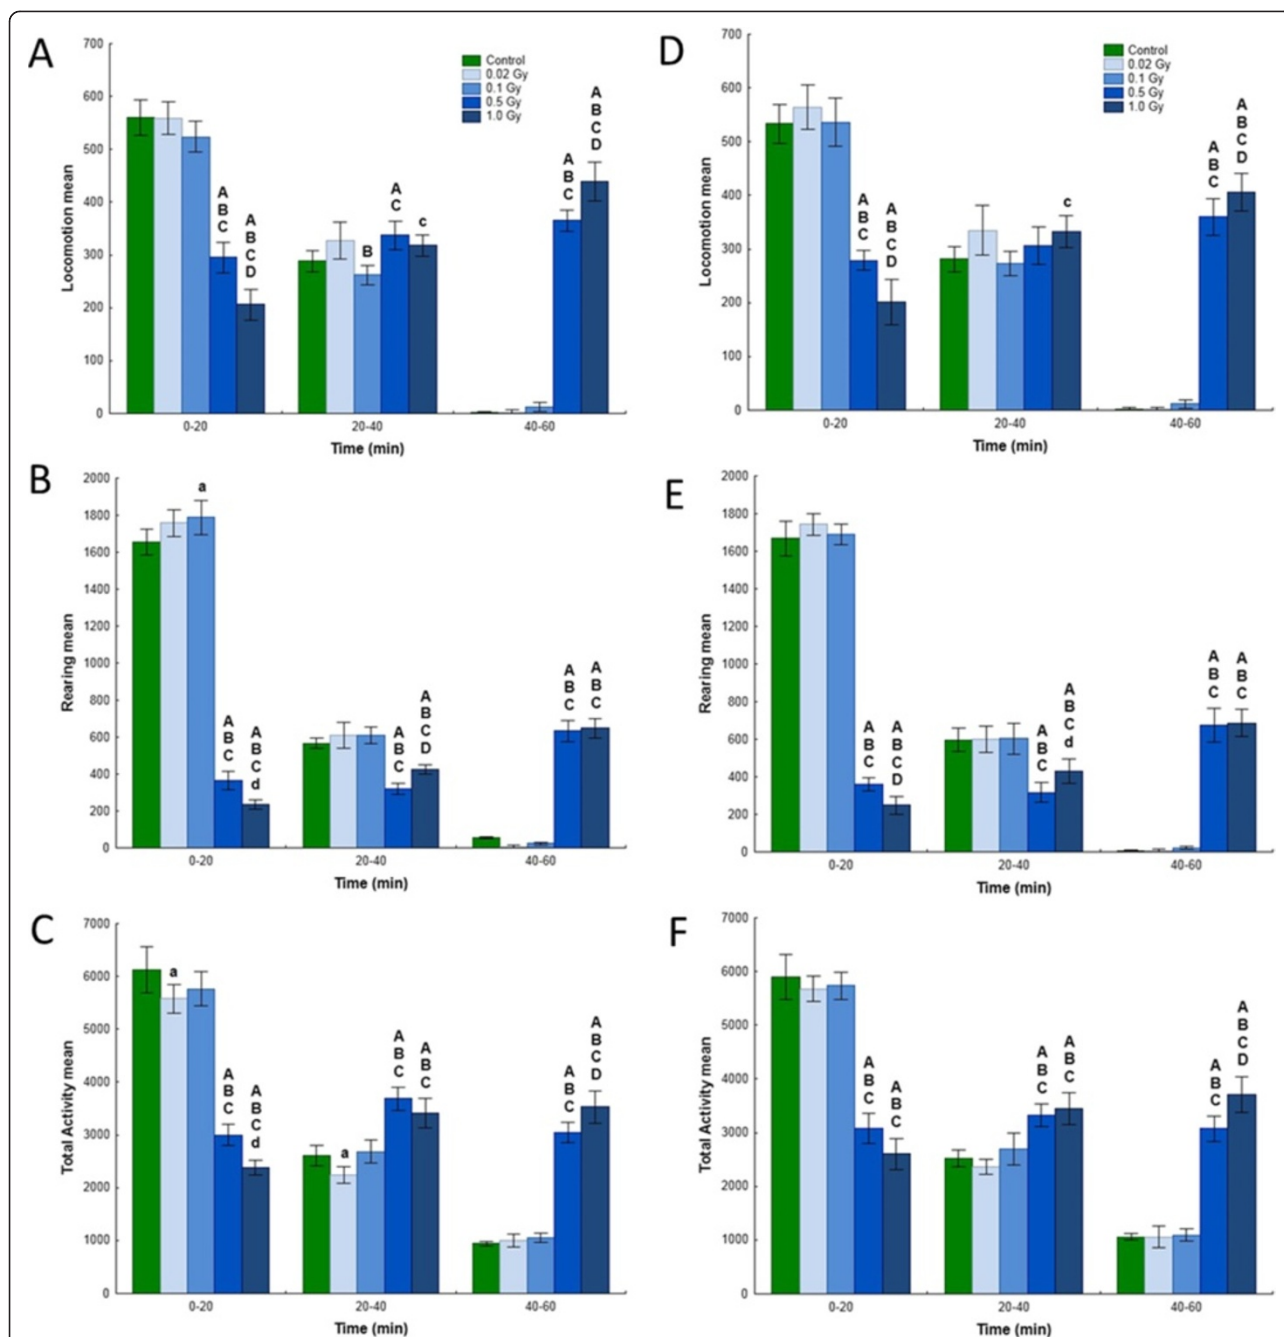 A
700
600
500
400
300
200
100
0
Locomotion mean
Control
0.02 Gy
0.1 Gy
0.5 Gy
1.0 Gy
A
B
C
A
B
C
D
B
A
C
c
A
B
C
A
B
C
D
0-20
20-40
40-60
Time (min)
D
700
600
500
400
300
200
100
0
Locomotion mean
Control
0.02 Gy
0.1 Gy
0.5 Gy
1.0 Gy
A
B
C
A
B
C
D
c
A
B
C
A
B
C
D
0-20
20-40
40-60
Time (min)
B
2000
1800
1600
1400
1200
1000
800
600
400
200
0
Rearing mean
a
A
B
C
A
B
C
d
A
B
C
A
B
C
D
A
B
C
A
B
C
0-20
20-40
40-60
Time (min)
E
2000
1800
1600
1400
1200
1000
800
600
400
200
0
Rearing mean
A
B
C
A
B
C
D
A
B
C
A
B
C
d
A
B
C
A
B
C
0-20
20-40
40-60
Time (min)
C
7000
6000
5000
4000
3000
2000
1000
0
Total Activity mean
a
A
B
C
A
B
C
d
a
A
B
C
A
B
C
A
B
C
A
B
C
D
0-20
20-40
40-60
Time (min)
F
7000
6000
5000
4000
3000
2000
1000
0
Total Activity mean
A
B
C
A
B
C
A
B
C
A
B
C
A
B
C
A
B
C
D
0-20
20-40
40-60
Time (min)